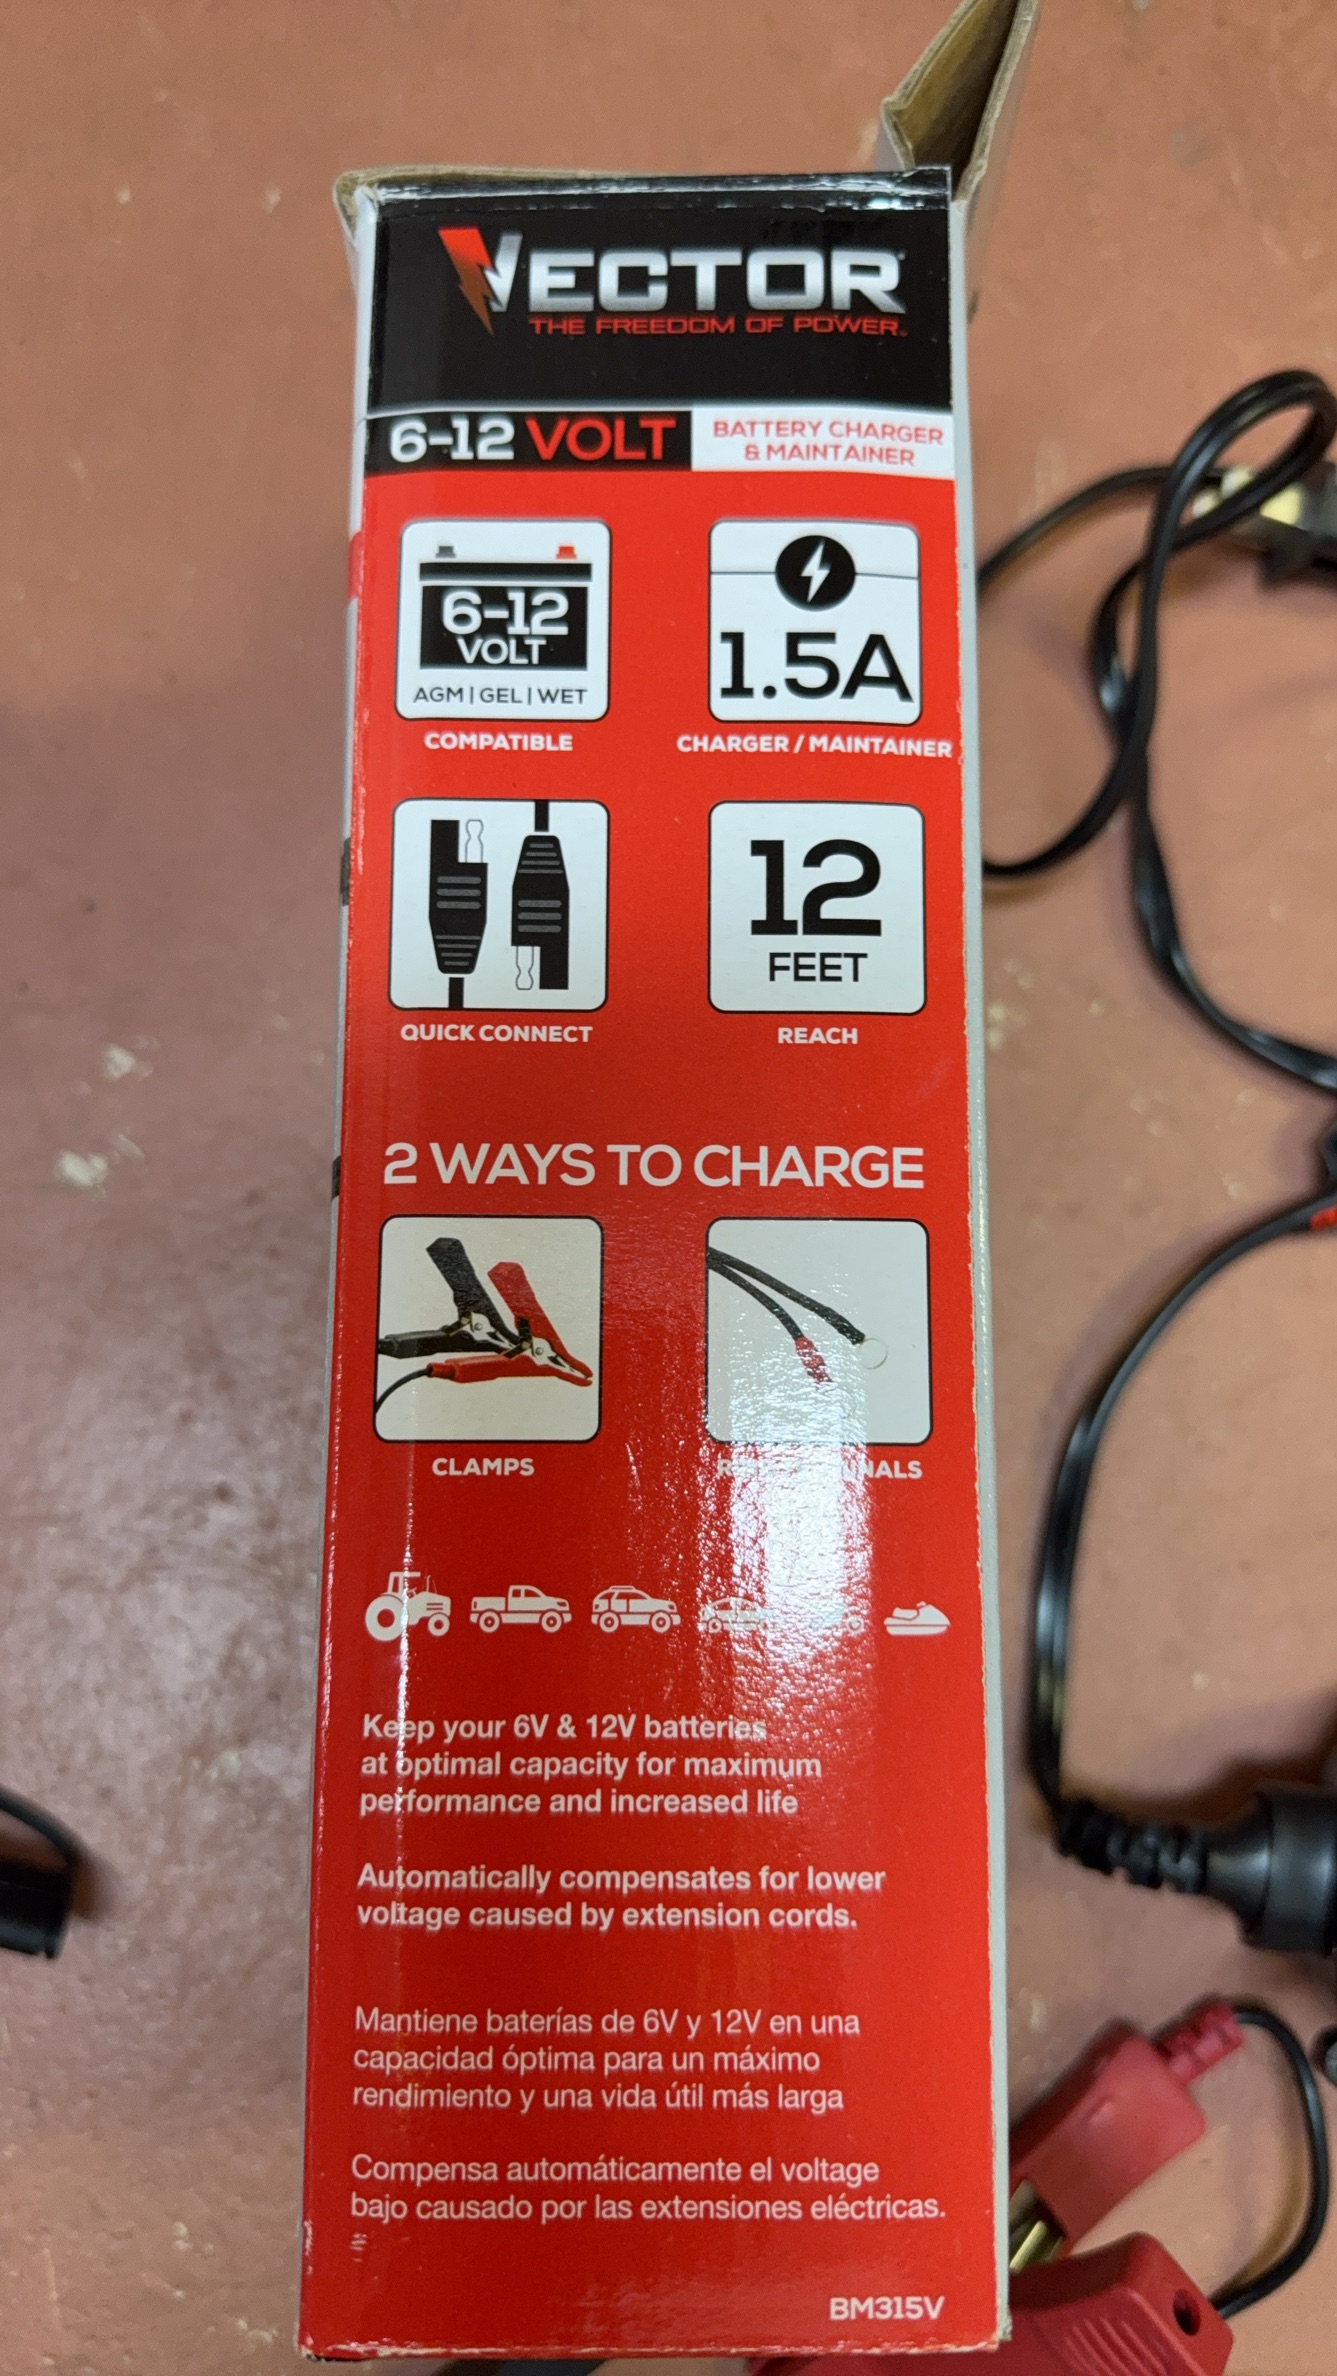 VECTOR
THE FREEDOM OF POWER
6-12 VOLT
BATTERY CHARGER
& MAINTAINER
6-12
VOLT
AGM | GEL | WET
COMPATIBLE
1.5A
CHARGER / MAINTAINER
QUICK CONNECT
12
FEET
REACH
2 WAYS TO CHARGE
CLAMPS
Keep your 6V & 12V batteries
at optimal capacity for maximum
performance and increased life
Automatically compensates for lower
voltage caused by extension cords.
Mantiene baterías de 6V y 12V en una
capacidad óptima para un máximo
rendimiento y una vida útil más larga
Compensa automáticamente el voltage
bajo causado por las extensiones eléctricas.
BM315V